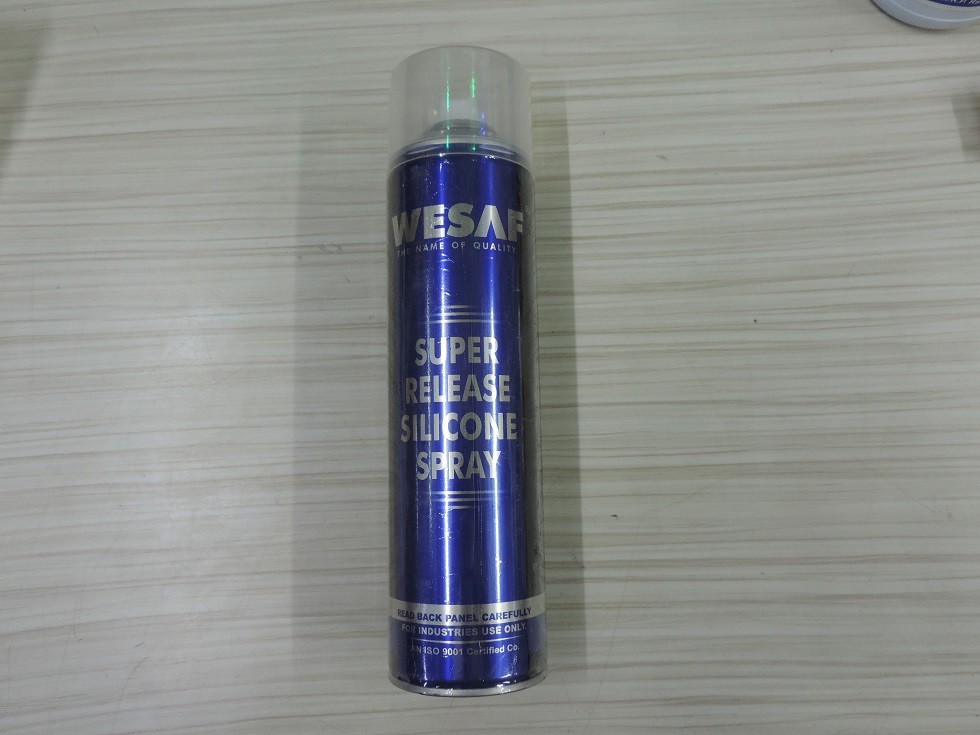 WESAF
THE NAME OF QUALITY
SUPER
RELEASE
SILICONE
SPRAY
READ BACK PANEL CAREFULLY
FOR INDUSTRIES USE ONLY.
AN ISO 9001 Certified Co.